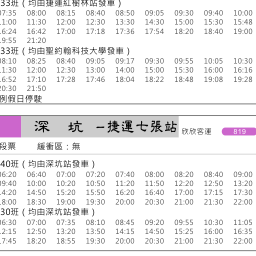 33班（均由捷運紅樹林站發車）
07:35 08:00 08:15 08:40 08:50 09:05 09:30 09:40 10:00
11:00 11:30 12:00 12:30 13:30 14:30 15:00 15:30 15:48
16:24 16:42 17:00 17:18 17:36 17:54 18:20 18:40 19:00
19:55 21:20
33班（均由聖約翰科技大學發車）
08:10 08:25 08:40 09:05 09:17 09:30 09:55 10:05 10:30
11:30 12:00 12:30 13:00 14:00 15:00 15:30 16:00 16:16
16:52 17:10 17:28 17:46 18:04 18:22 18:48 19:08 19:28
20:30 21:50
例假日停駛
深 坑 －捷運七張站 欣欣客運 819
段票 緩衝區：無
40班（均由深坑站發車）
06:20 06:40 07:00 07:20 07:40 08:00 08:20 08:40 09:00
09:40 10:00 10:20 10:50 11:20 11:50 12:20 12:50 13:20
14:20 14:50 15:20 15:50 16:20 16:40 17:00 17:15 17:30
18:00 18:30 19:00 19:30 20:00 20:30 21:00 21:30 22:00
30班（均由深坑站發車）
06:30 07:00 07:35 08:10 08:45 09:20 09:55 10:30 11:05
12:15 12:50 13:20 13:50 14:15 14:50 15:25 16:00 16:35
17:45 18:20 18:55 19:30 20:00 20:30 21:00 21:30 22:00